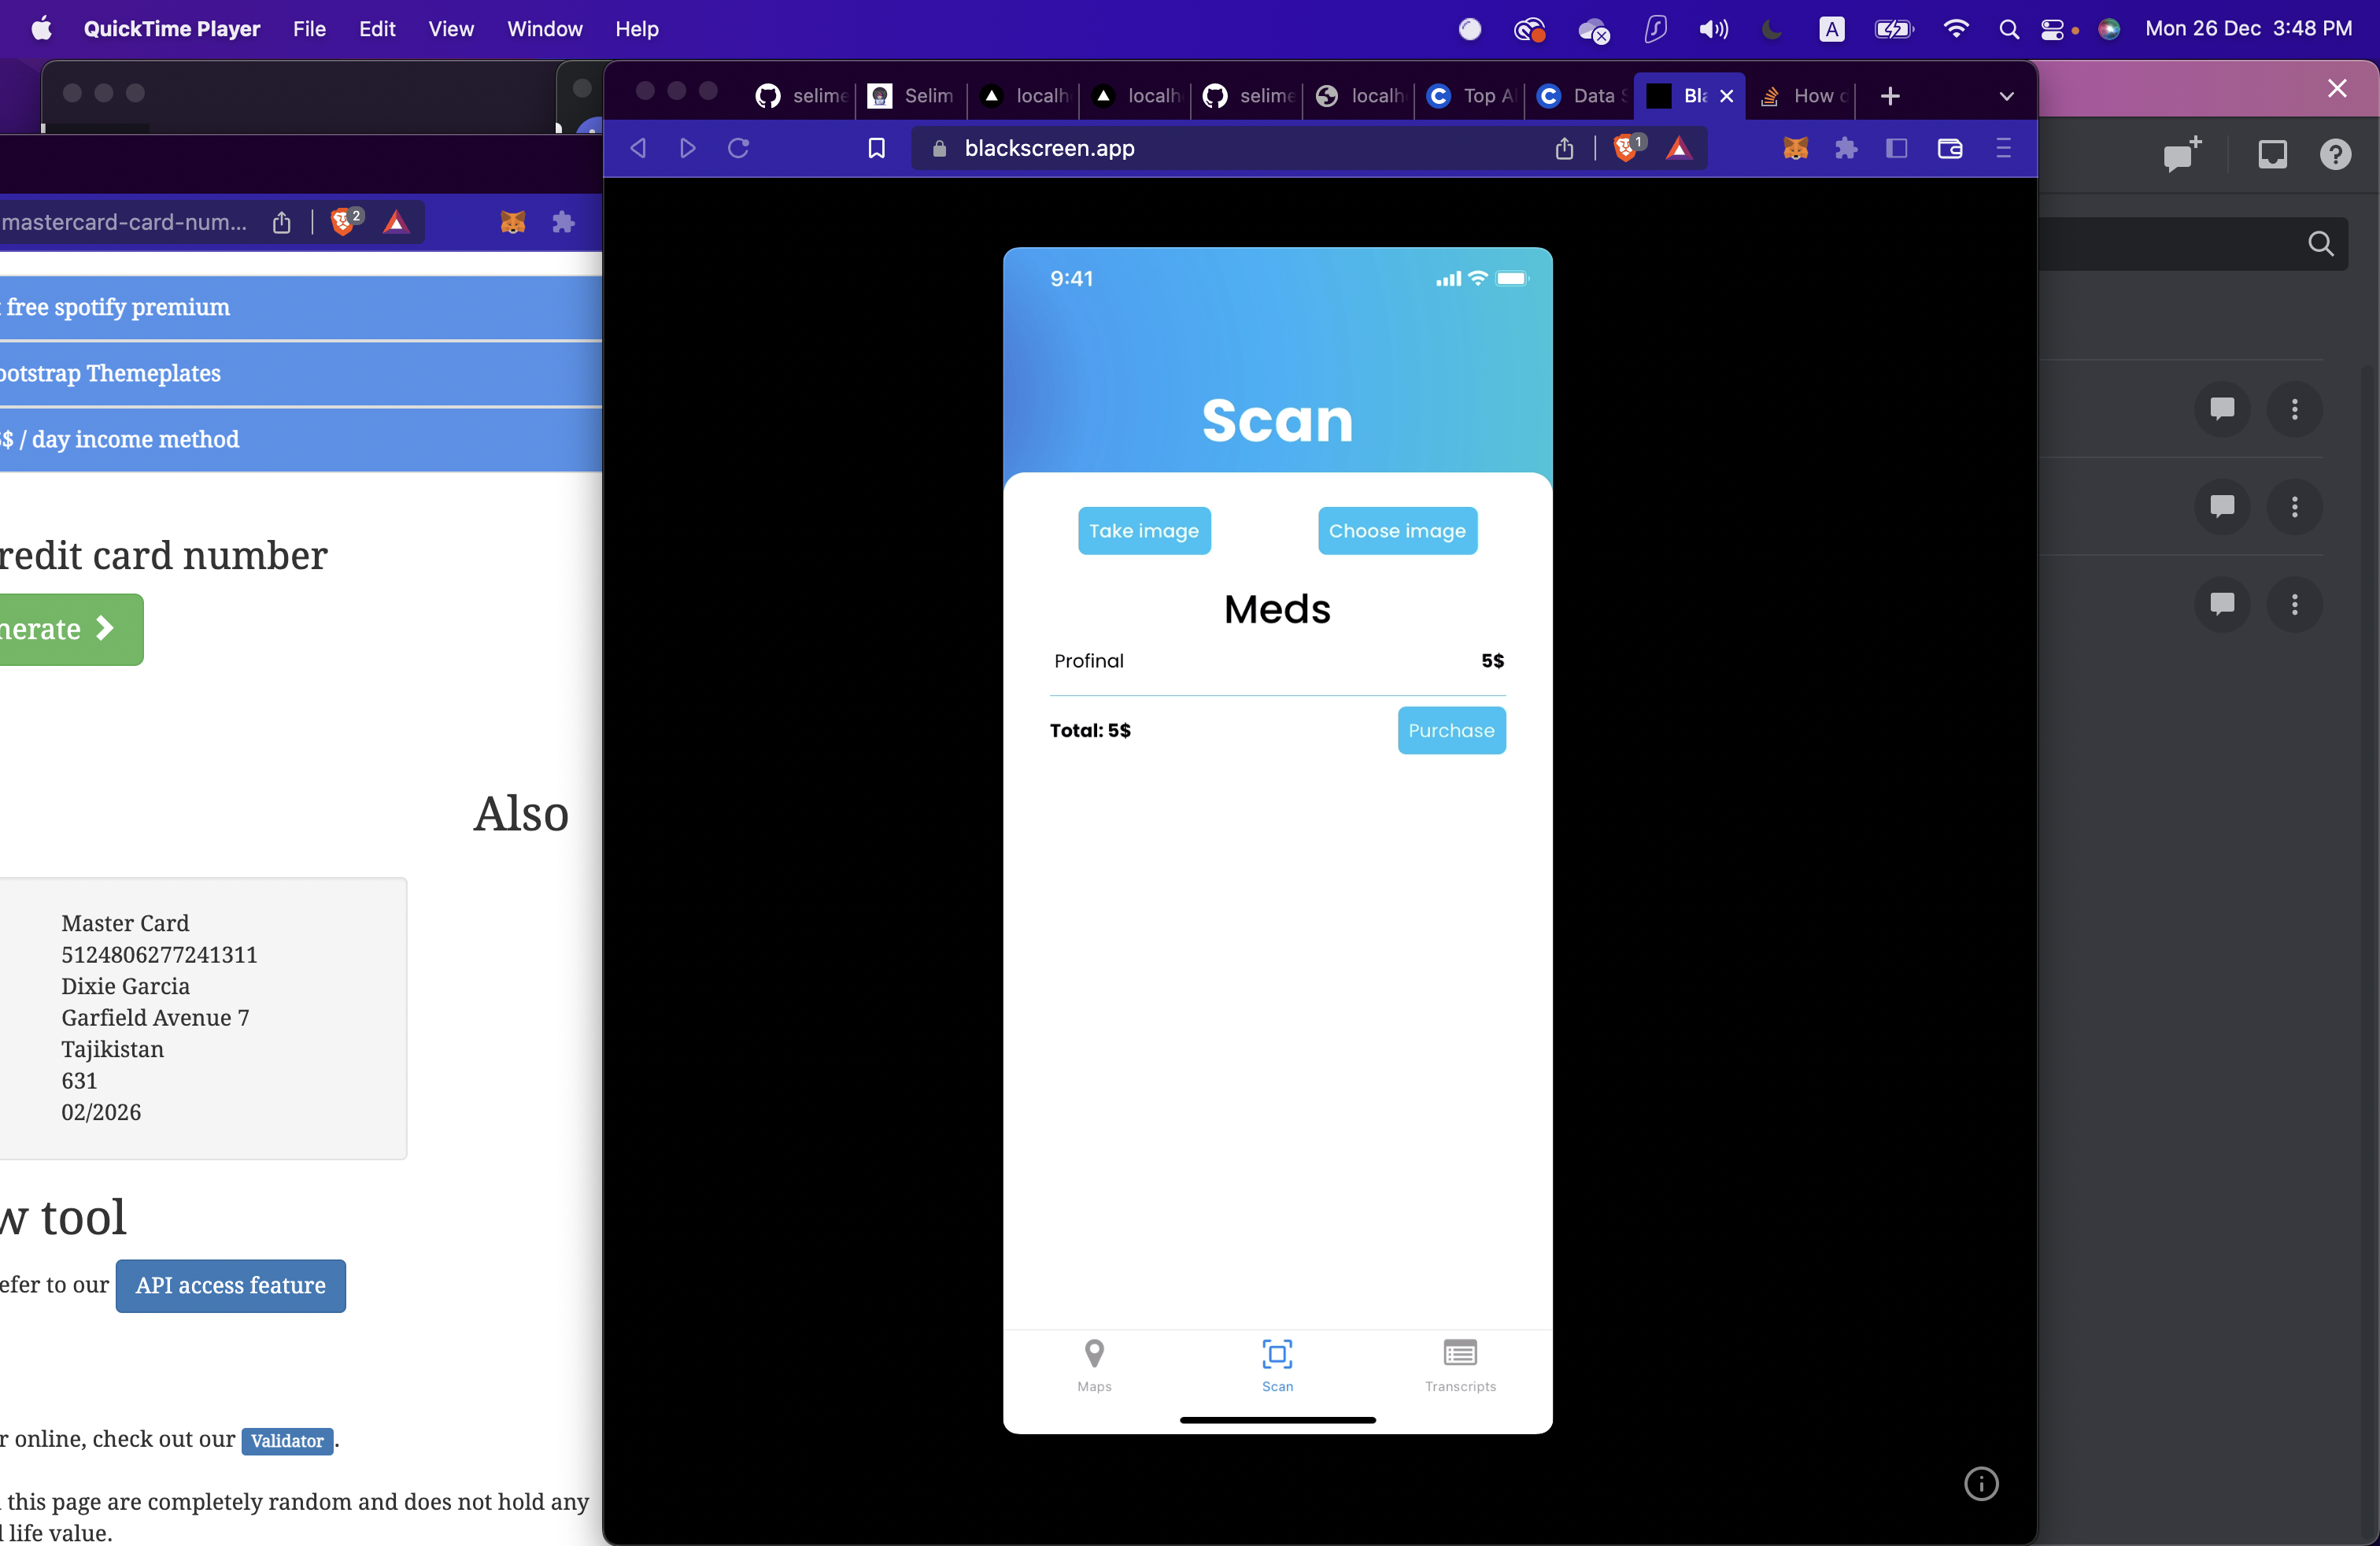 QuickTime Player File Edit View Window Help A Mon 26 Dec 3:48 PM
selime Selim localh localh selime localh Top A Data S Bla How c
blackscreen.app 1
mastercard-card-num... 2
free spotify premium
ootstrap Themeplates
$ / day income method
redit card number
nerate
Also
Master Card
5124806277241311
Dixie Garcia
Garfield Avenue 7
Tajikistan
631
02/2026
w tool
efer to our API access feature
r online, check out our Validator.
this page are completely random and does not hold any
life value.
9:41
Scan
Take image Choose image
Meds
Profinal 5$
Total: 5$ Purchase
Maps Scan Transcripts